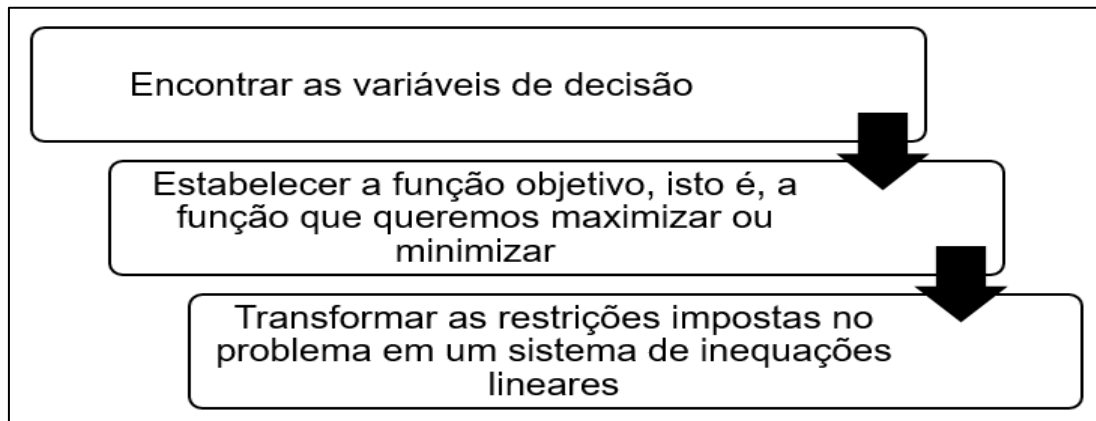 Encontrar as variáveis de decisão
Estabelecer a função objetivo, isto é, a
função que queremos maximizar ou
minimizar
Transformar as restrições impostas no
problema em um sistema de inequações
lineares